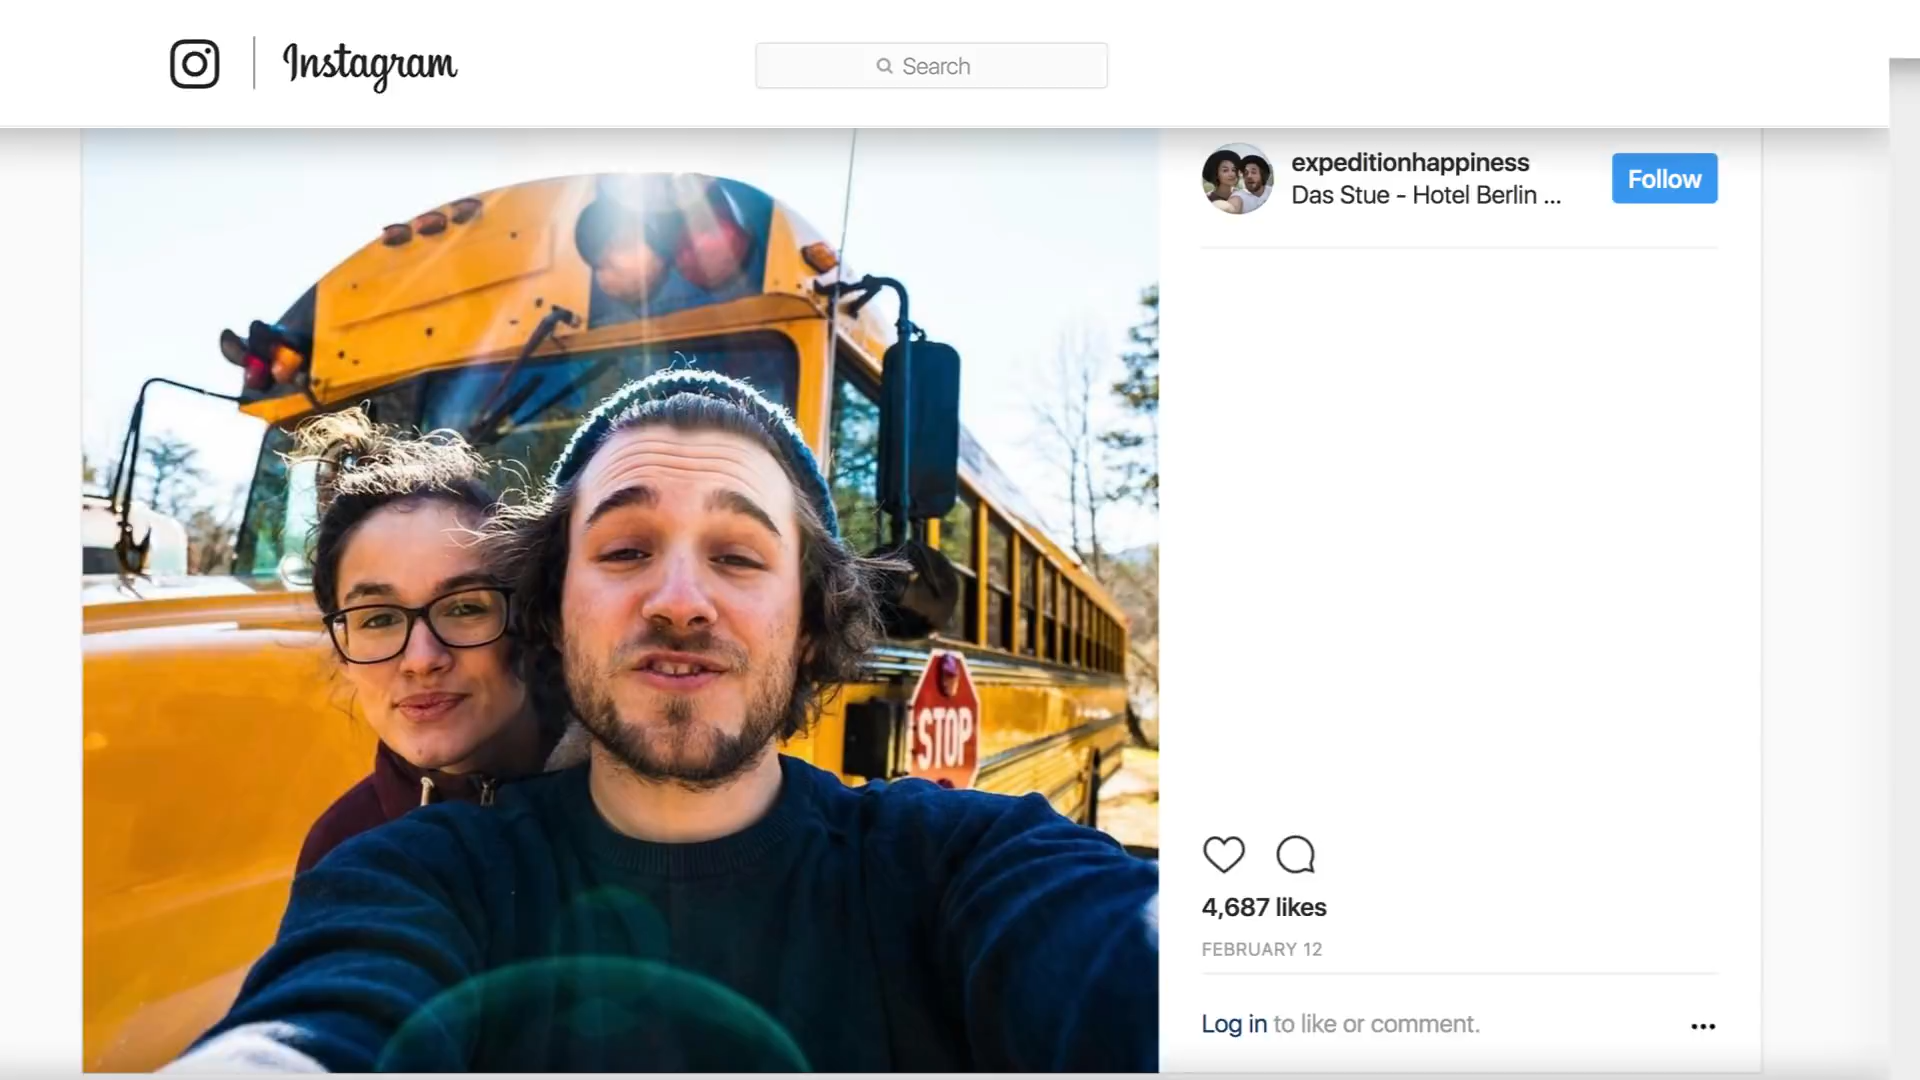 Instagram
Search
expeditionhappiness
Das Stue - Hotel Berlin ...
Follow
STOP
4,687 likes
FEBRUARY 12
Log in to like or comment.